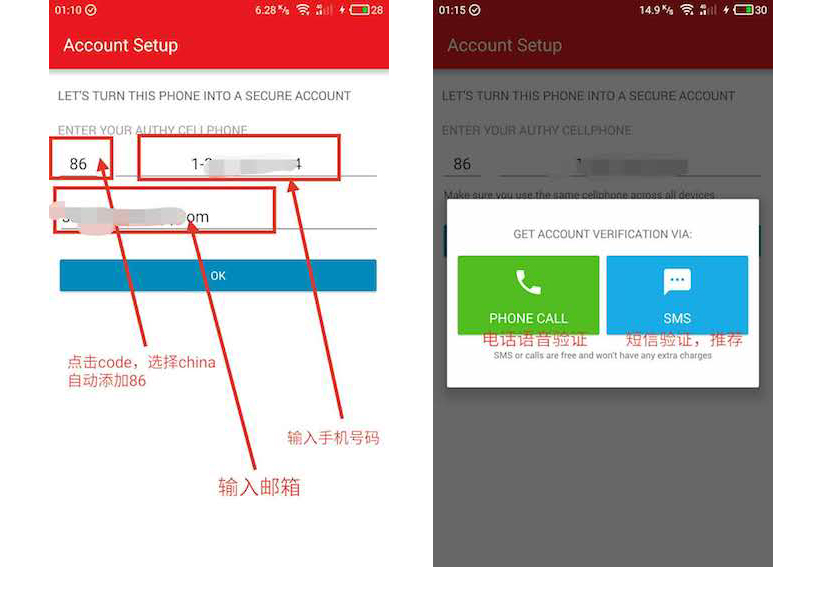 01:10
6.28 K/s
4G
28
Account Setup
LET'S TURN THIS PHONE INTO A SECURE ACCOUNT
ENTER YOUR AUTHY CELLPHONE
86
1-
4
om
OK
点击code，选择china
自动添加86
输入手机号码
输入邮箱
01:15
14.9 K/s
4G
30
Account Setup
LET'S TURN THIS PHONE INTO A SECURE ACCOUNT
ENTER YOUR AUTHY CELLPHONE
86
Make sure you use the same cellphone across all devices.
GET ACCOUNT VERIFICATION VIA:
PHONE CALL
SMS
电话语音验证
短信验证，推荐
SMS or calls are free and won't have any extra charges